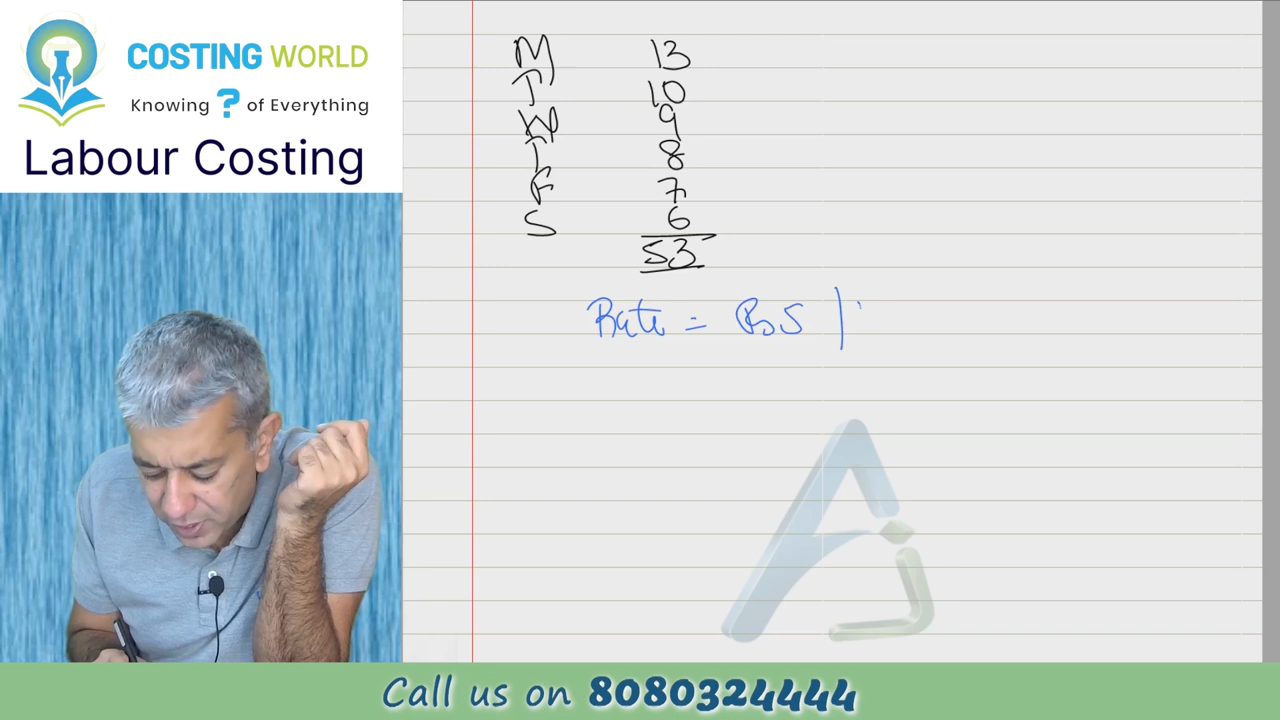 COSTING WORLD
Knowing ? of Everything
Labour Costing
M 13
T 10
W 9
T 8
F 7
S 6
53
Rate = Rs 5 |
Call us on 8080324444